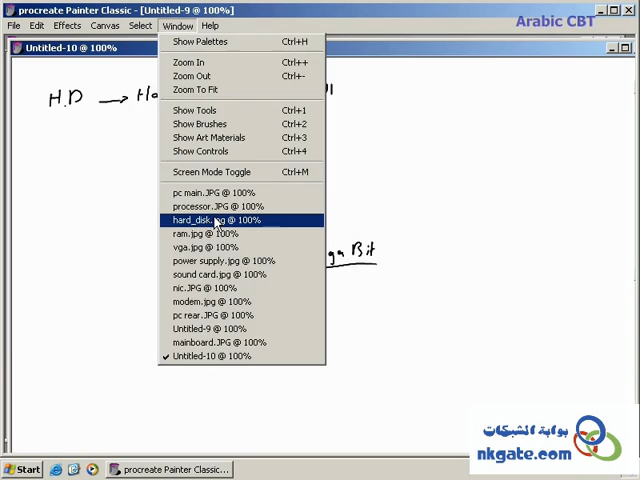 procreate Painter Classic - [Untitled-9 @ 100%]
Arabic CBT
File Edit Effects Canvas Select Window Help
Untitled-10 @ 100%
Show Palettes Ctrl+H
Zoom In Ctrl++
Zoom Out Ctrl+-
Zoom To Fit
H.D
Show Tools Ctrl+1
Show Brushes Ctrl+2
Show Art Materials Ctrl+3
Show Controls Ctrl+4
Screen Mode Toggle Ctrl+M
pc main.JPG @ 100%
processor.JPG @ 100%
hard_disk.jpg @ 100%
ram.jpg @ 100%
vga.jpg @ 100%
Bit
power supply.jpg @ 100%
sound card.jpg @ 100%
nic.JPG @ 100%
modem.jpg @ 100%
pc rear.JPG @ 100%
Untitled-9 @ 100%
mainboard.JPG @ 100%
Untitled-10 @ 100%
بوابة الشبكات
nkgate.com
Start procreate Painter Classic...